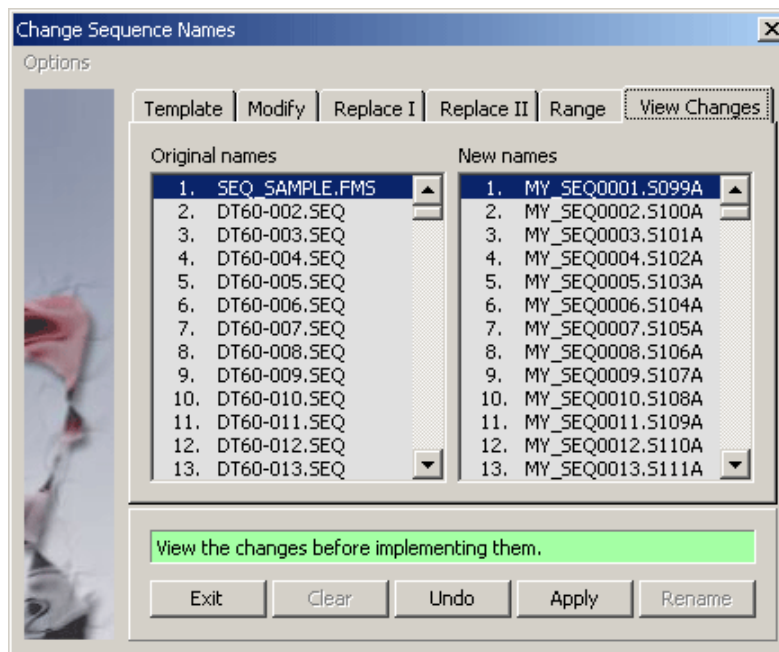 Change Sequence Names
Options
Template Modify Replace I Replace II Range View Changes
Original names
1. SEQ_SAMPLE.FMS
2. DT60-002.SEQ
3. DT60-003.SEQ
4. DT60-004.SEQ
5. DT60-005.SEQ
6. DT60-006.SEQ
7. DT60-007.SEQ
8. DT60-008.SEQ
9. DT60-009.SEQ
10. DT60-010.SEQ
11. DT60-011.SEQ
12. DT60-012.SEQ
13. DT60-013.SEQ
New names
1. MY_SEQ0001.S099A
2. MY_SEQ0002.S100A
3. MY_SEQ0003.S101A
4. MY_SEQ0004.S102A
5. MY_SEQ0005.S103A
6. MY_SEQ0006.S104A
7. MY_SEQ0007.S105A
8. MY_SEQ0008.S106A
9. MY_SEQ0009.S107A
10. MY_SEQ0010.S108A
11. MY_SEQ0011.S109A
12. MY_SEQ0012.S110A
13. MY_SEQ0013.S111A
View the changes before implementing them.
Exit Clear Undo Apply Rename